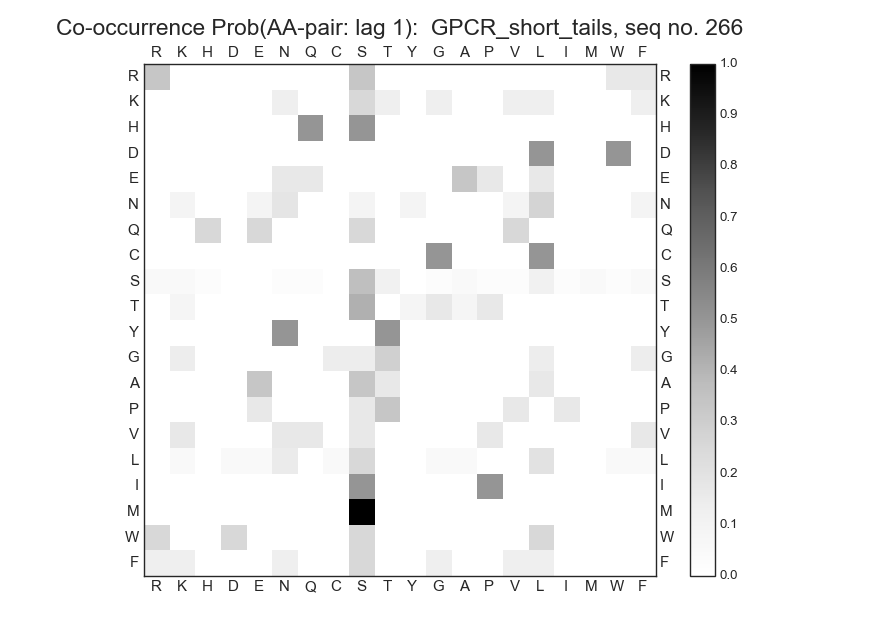 Co-occurrence Prob(AA-pair: lag 1):  GPCR_short_tails, seq no. 266
R K H D E N Q C S T Y G A P V L I M W F
R R 1.0
K K 0.9
H H
D D 0.8
E E
N N 0.7
Q Q 0.6
C C
S S 0.5
T T
Y Y
G G 0.4
A A
P P 0.3
V V
L L 0.2
I I
M M 0.1
W W
F F 0.0
R K H D E N Q C S T Y G A P V L I M W F